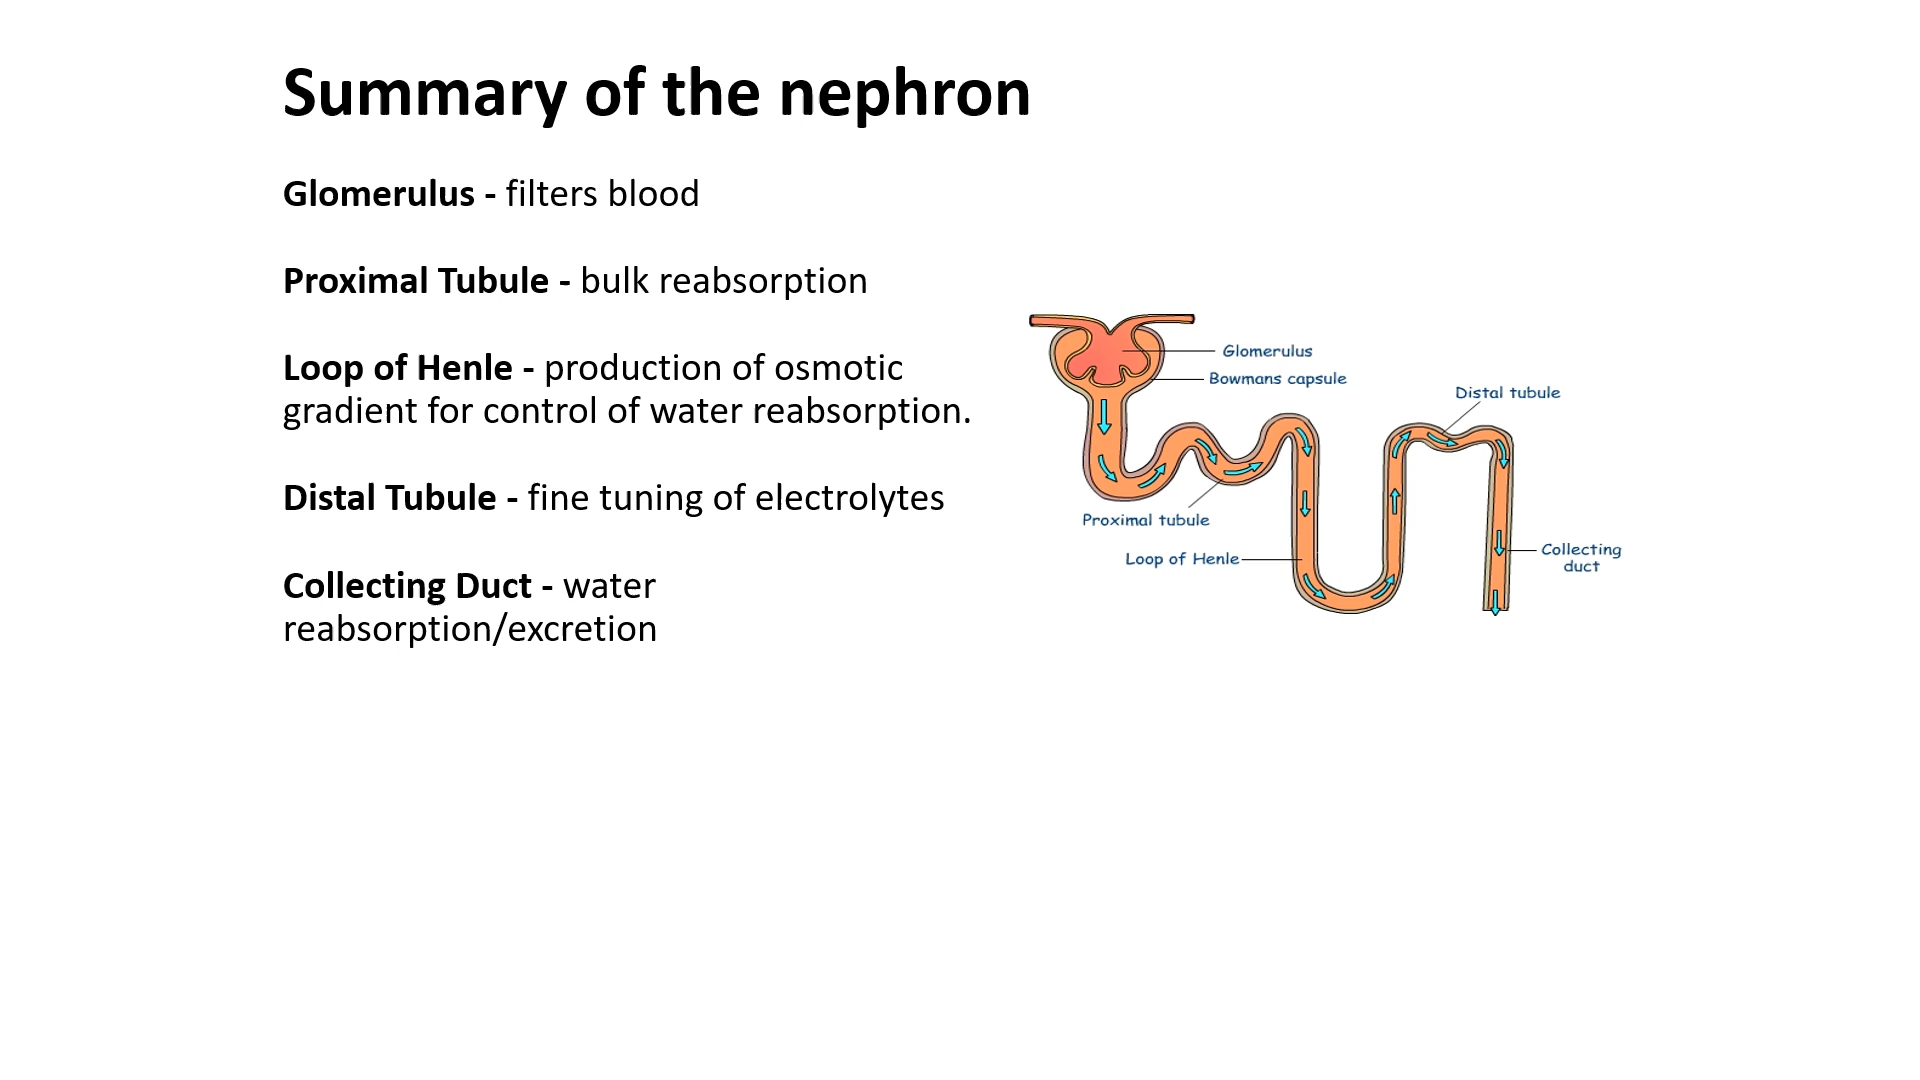 Summary of the nephron
Glomerulus - filters blood
Proximal Tubule - bulk reabsorption
Loop of Henle - production of osmotic
gradient for control of water reabsorption.
Distal Tubule - fine tuning of electrolytes
Collecting Duct - water
reabsorption/excretion
Glomerulus
Bowmans capsule
Distal tubule
Proximal tubule
Loop of Henle
Collecting
duct